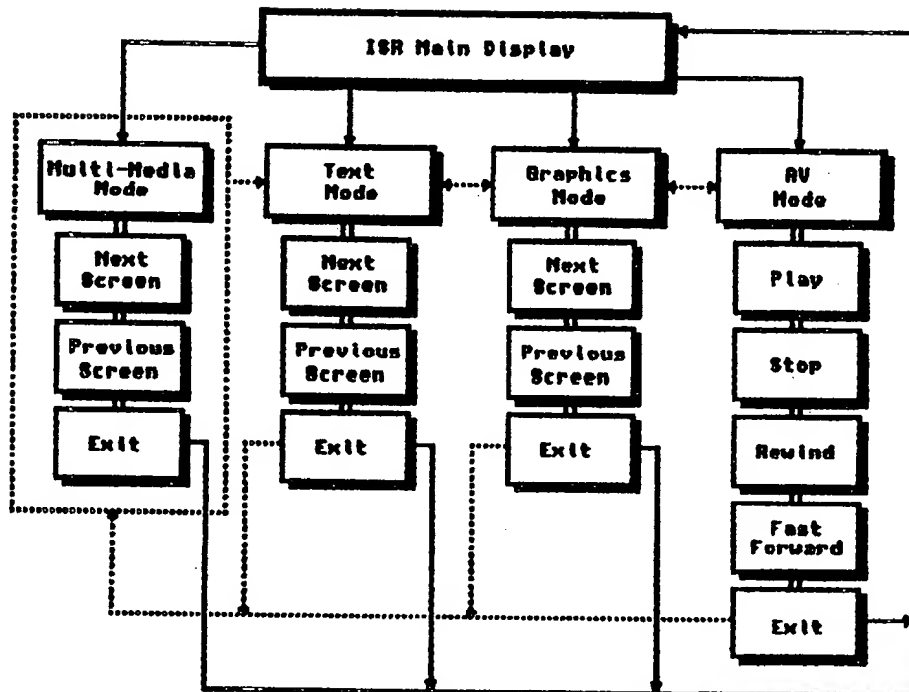 ISR Main Display
Multi-Media
Mode
Next
Screen
Previous
Screen
Exit
Text
Mode
Next
Screen
Previous
Screen
Exit
Graphics
Mode
Next
Screen
Previous
Screen
Exit
AV
Mode
Play
Stop
Rewind
Fast
Forward
Exit